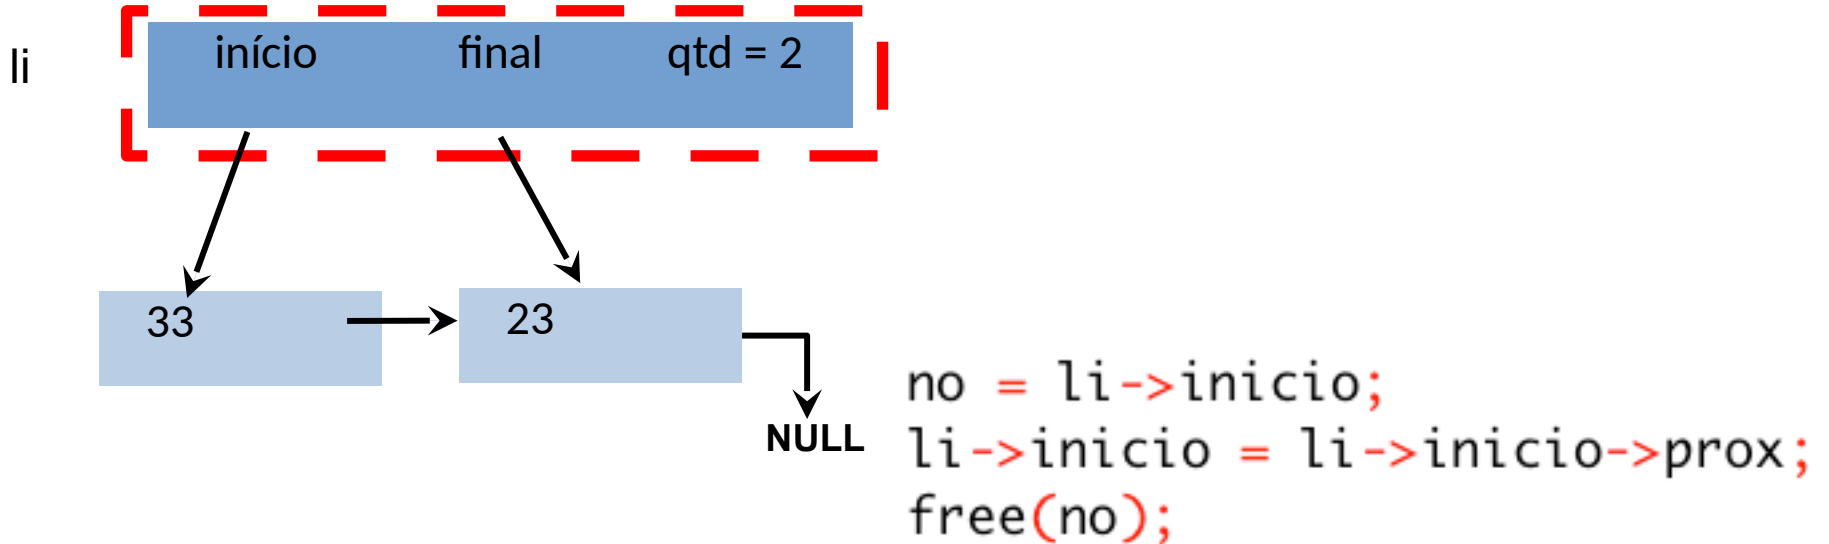 li
início final qtd = 2
33
23
NULL
no = li->inicio;
li->inicio = li->inicio->prox;
free(no);